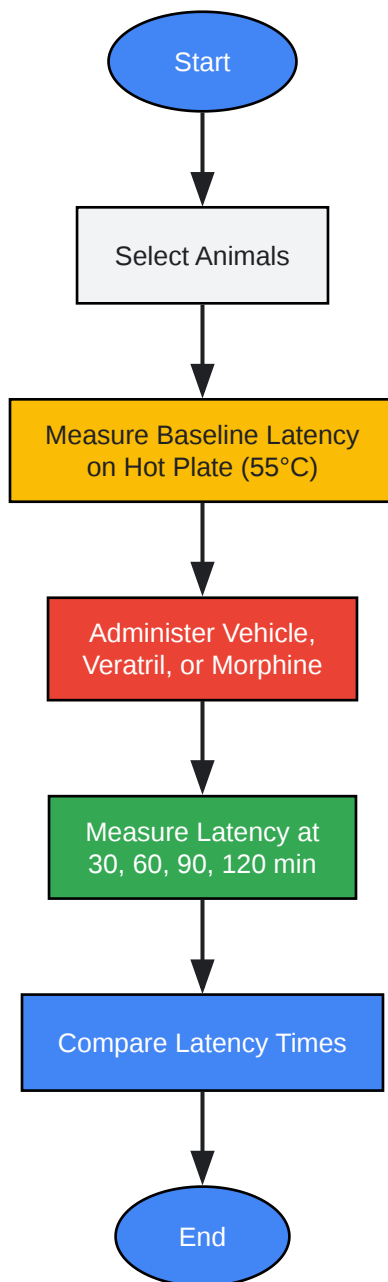 Start
Select Animals
Measure Baseline Latency
on Hot Plate (55°C)
Administer Vehicle,
Veratril, or Morphine
Measure Latency at
30, 60, 90, 120 min
Compare Latency Times
End